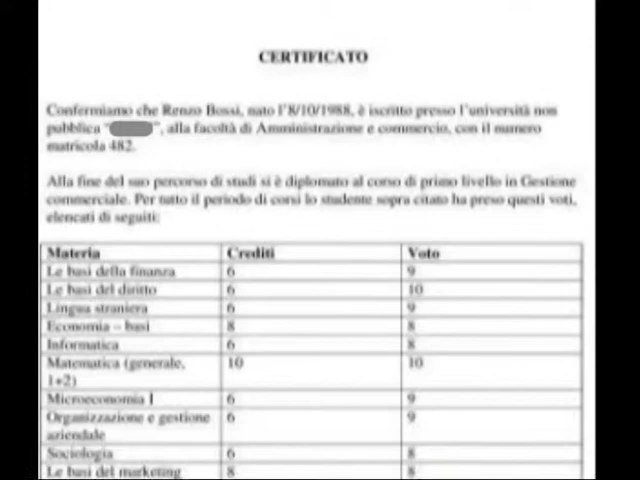 CERTIFICATO
Confermiamo che Renzo Bossi, nato l'8/10/1988, è iscritto presso l'università non
pubblica " ", alla facoltà di Amministrazione e commercio, con il numero
matricola 482.
Alla fine del suo percorso di studi si è diplomato al corso di primo livello in Gestione
commerciale. Per tutto il periodo di corsi lo studente sopra citato ha preso questi voti,
elencati di seguiti:
Materia Crediti Voto
Le basi della finanza 6 9
Le basi del diritto 6 10
Lingua straniera 6 9
Economia – basi 8 8
Informatica 6 8
Matematica (generale, 10 10
1+2)
Microeconomia I 6 9
Organizzazione e gestione 6 9
aziendale
Sociologia 6 8
Le basi del marketing 8 8